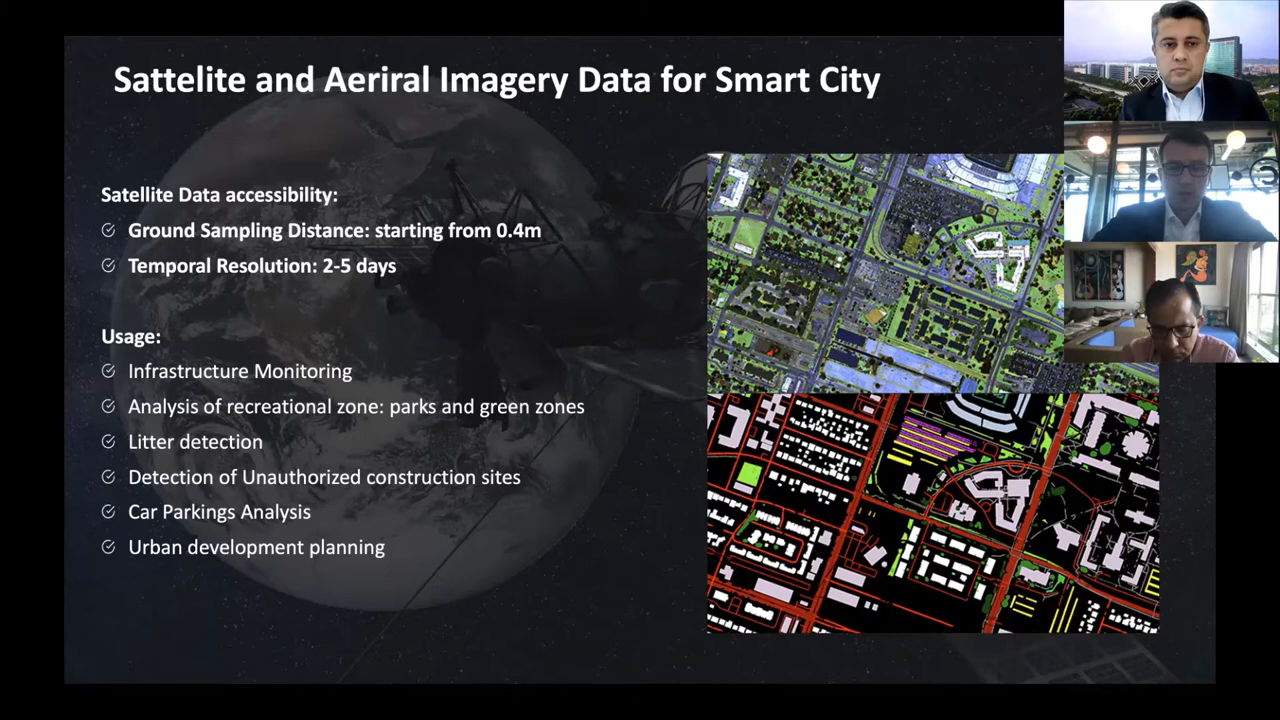 Sattelite and Aeriral Imagery Data for Smart City
Satellite Data accessibility:
Ground Sampling Distance: starting from 0.4m
Temporal Resolution: 2-5 days
Usage:
Infrastructure Monitoring
Analysis of recreational zone: parks and green zones
Litter detection
Detection of Unauthorized construction sites
Car Parkings Analysis
Urban development planning